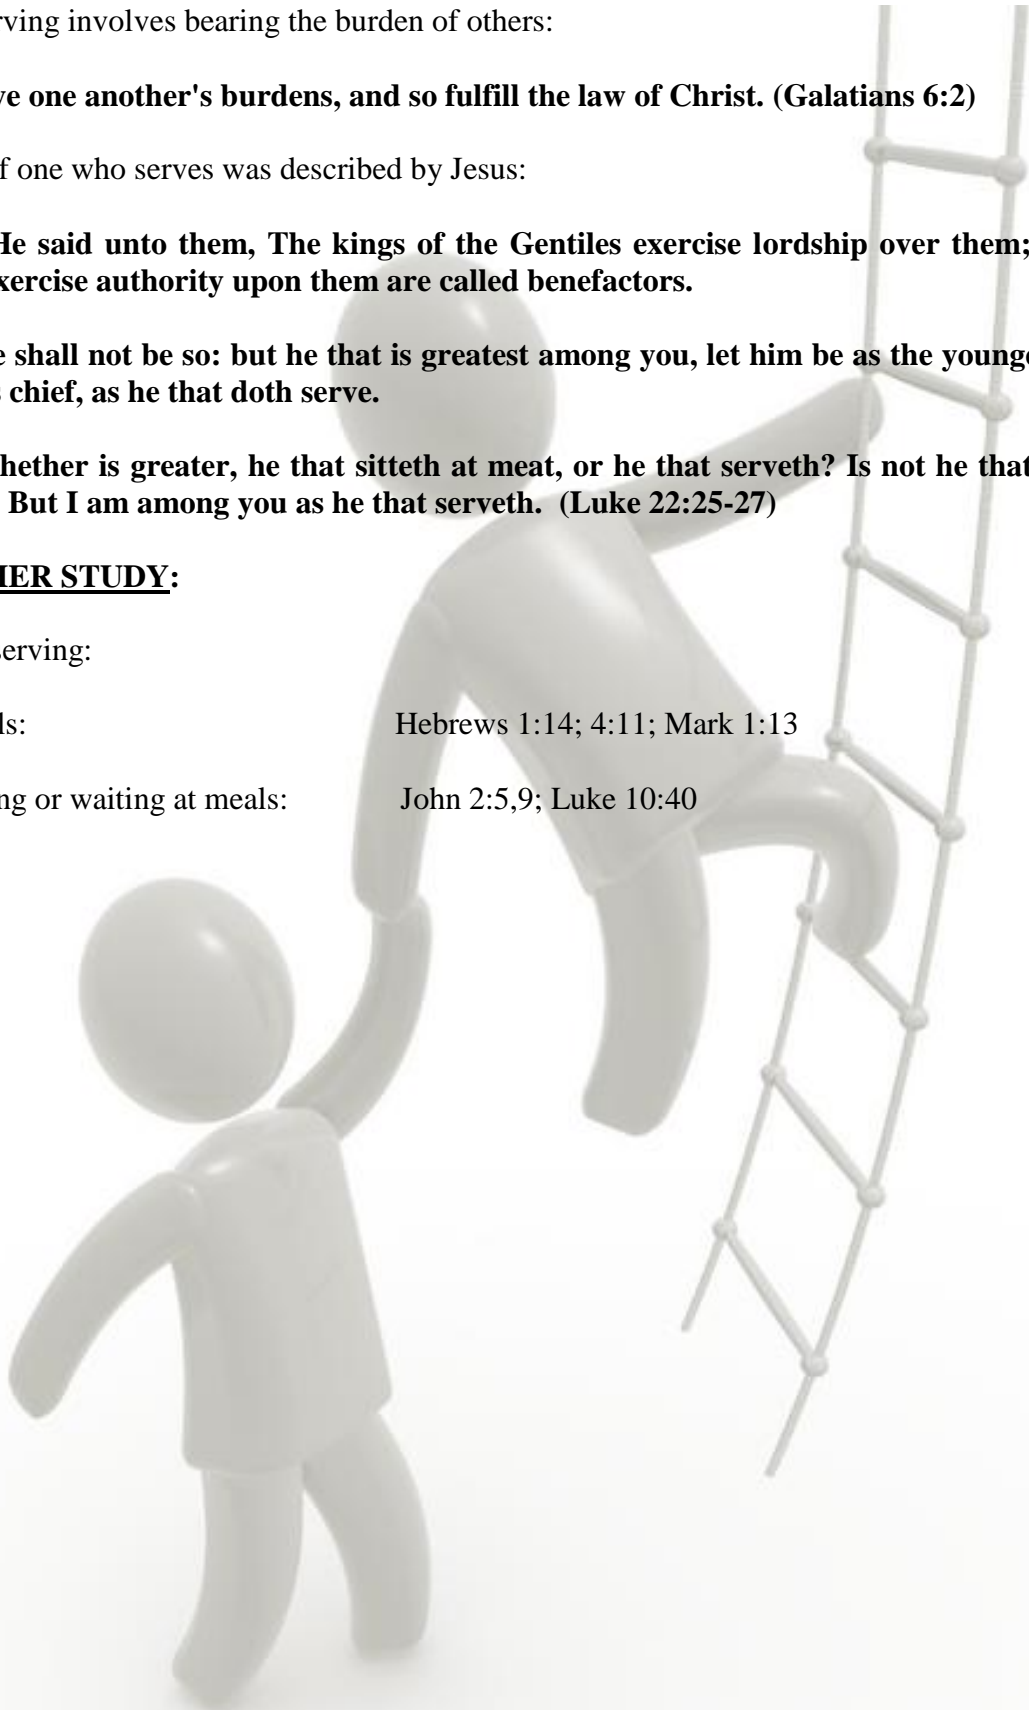 rving involves bearing the burden of others:
ve one another's burdens, and so fulfill the law of Christ. (Galatians 6:2)
f one who serves was described by Jesus:
He said unto them, The kings of the Gentiles exercise lordship over them;
xercise authority upon them are called benefactors.
e shall not be so: but he that is greatest among you, let him be as the younge
s chief, as he that doth serve.
hether is greater, he that sitteth at meat, or he that serveth? Is not he that
But I am among you as he that serveth. (Luke 22:25-27)
HER STUDY:
serving:
ls: Hebrews 1:14; 4:11; Mark 1:13
ng or waiting at meals: John 2:5,9; Luke 10:40